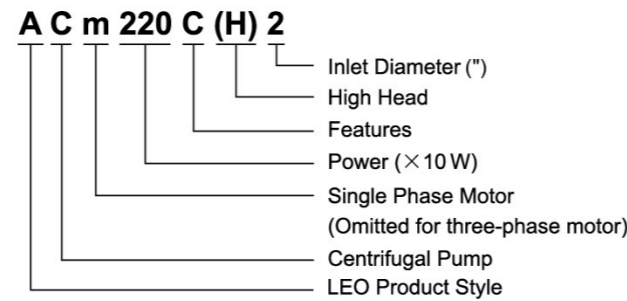 A C m 220 C (H) 2
Inlet Diameter (")
High Head
Features
Power (×10 W)
Single Phase Motor
(Omitted for three-phase motor)
Centrifugal Pump
LEO Product Style